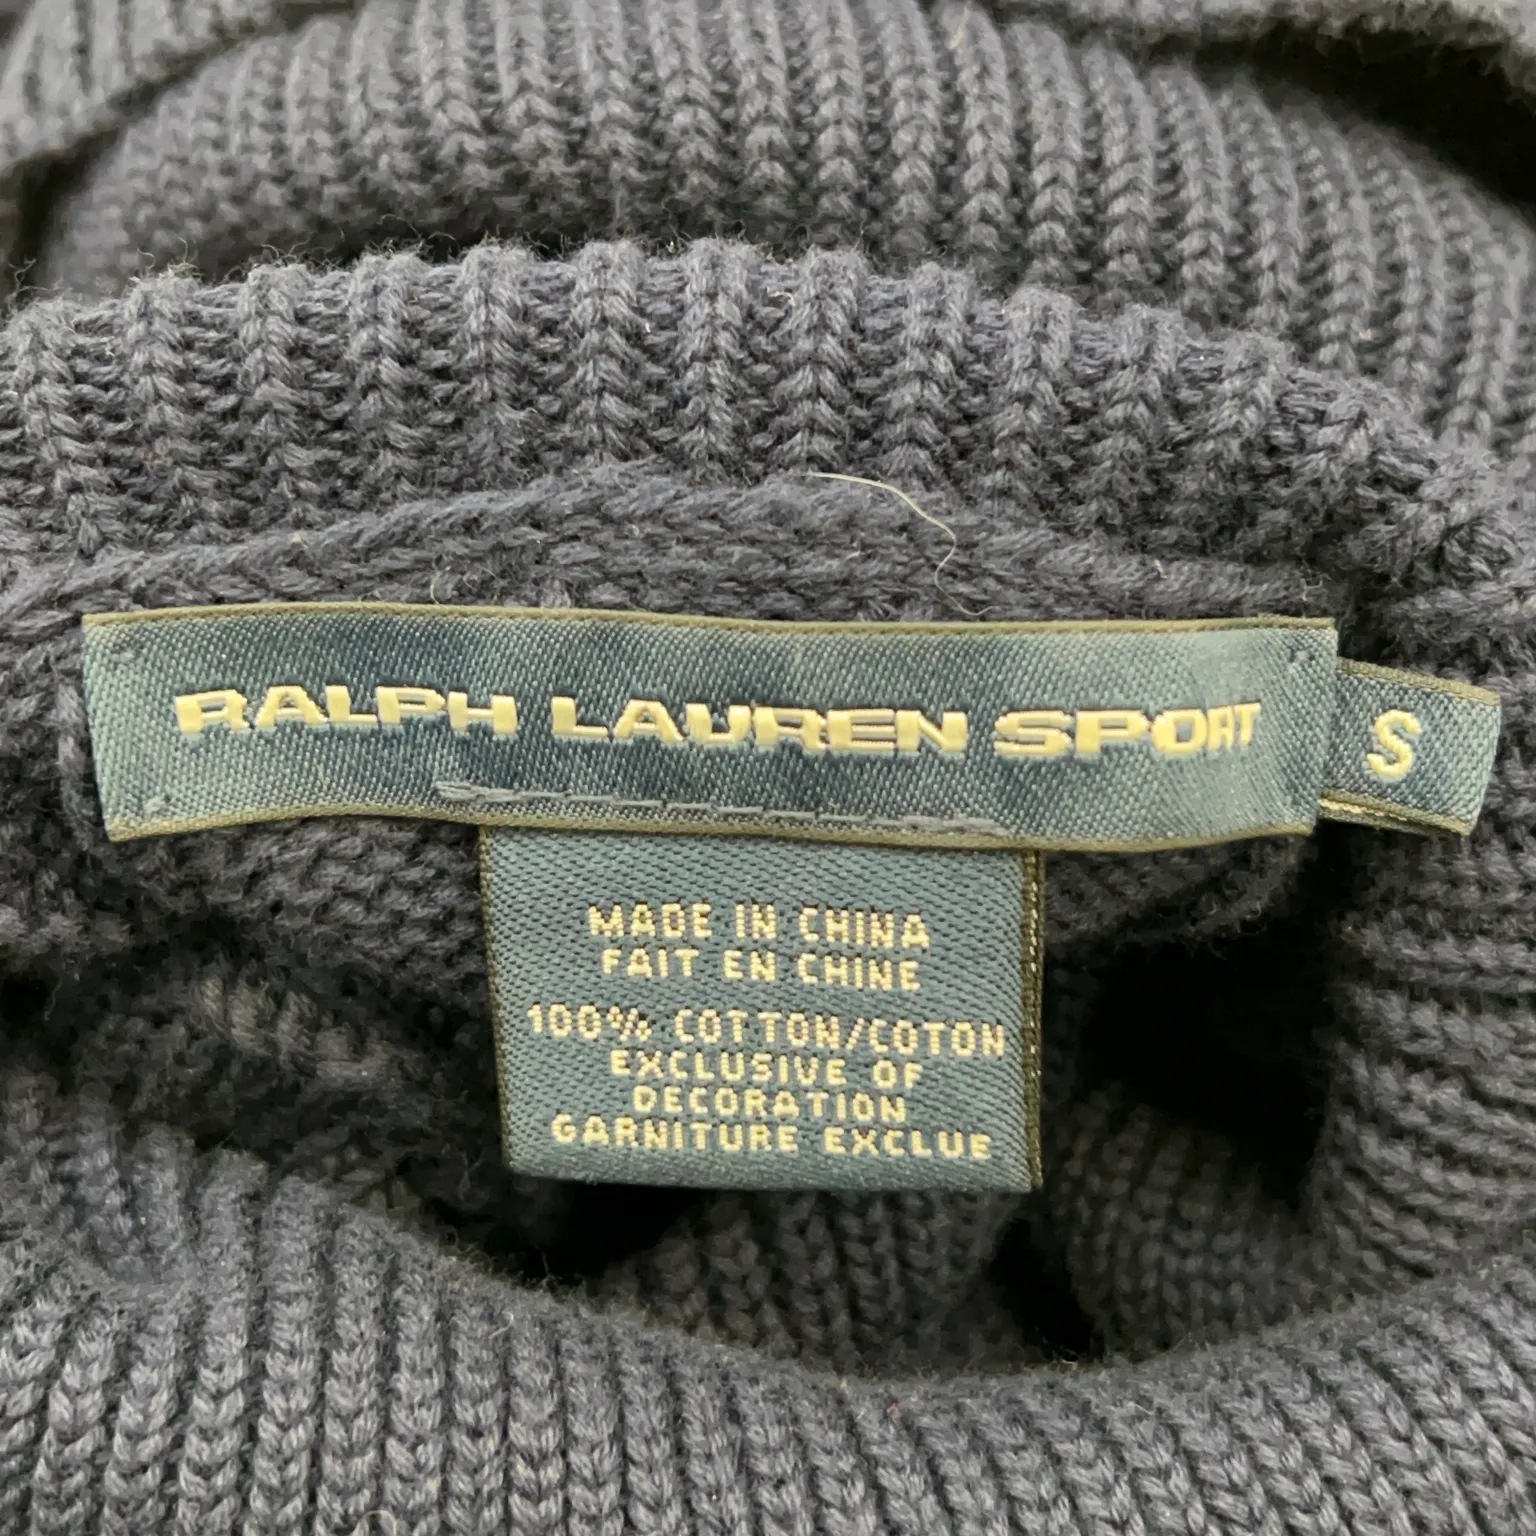 RALPH LAUREN SPORT
S
MADE IN CHINA
FAIT EN CHINE
100% COTTON/COTON
EXCLUSIVE OF
DECORATION
GARNITURE EXCLUE